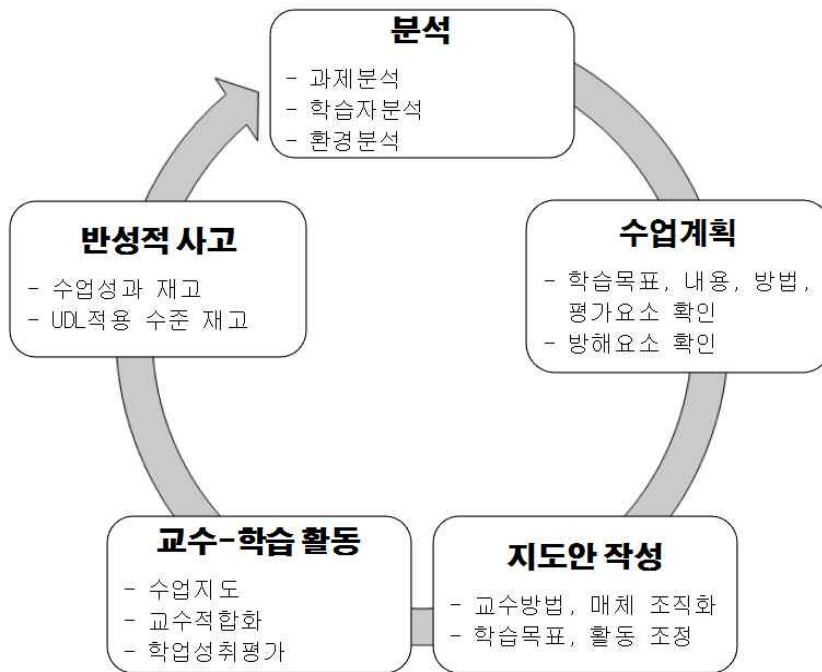 분석
- 과제분석
- 학습자분석
- 환경분석
수업계획
- 학습목표, 내용, 방법,
평가요소 확인
- 방해요소 확인
지도안 작성
- 교수방법, 매체 조직화
- 학습목표, 활동 조정
교수-학습 활동
- 수업지도
- 교수적합화
- 학업성취평가
반성적 사고
- 수업성과 재고
- UDL적용 수준 재고